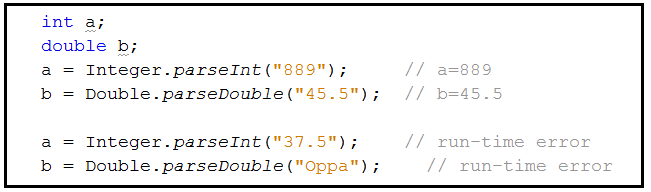 int a;
double b;
a = Integer.parseInt("889"); // a=889
b = Double.parseDouble("45.5"); // b=45.5
a = Integer.parseInt("37.5"); // run-time error
b = Double.parseDouble("Oppa"); // run-time error